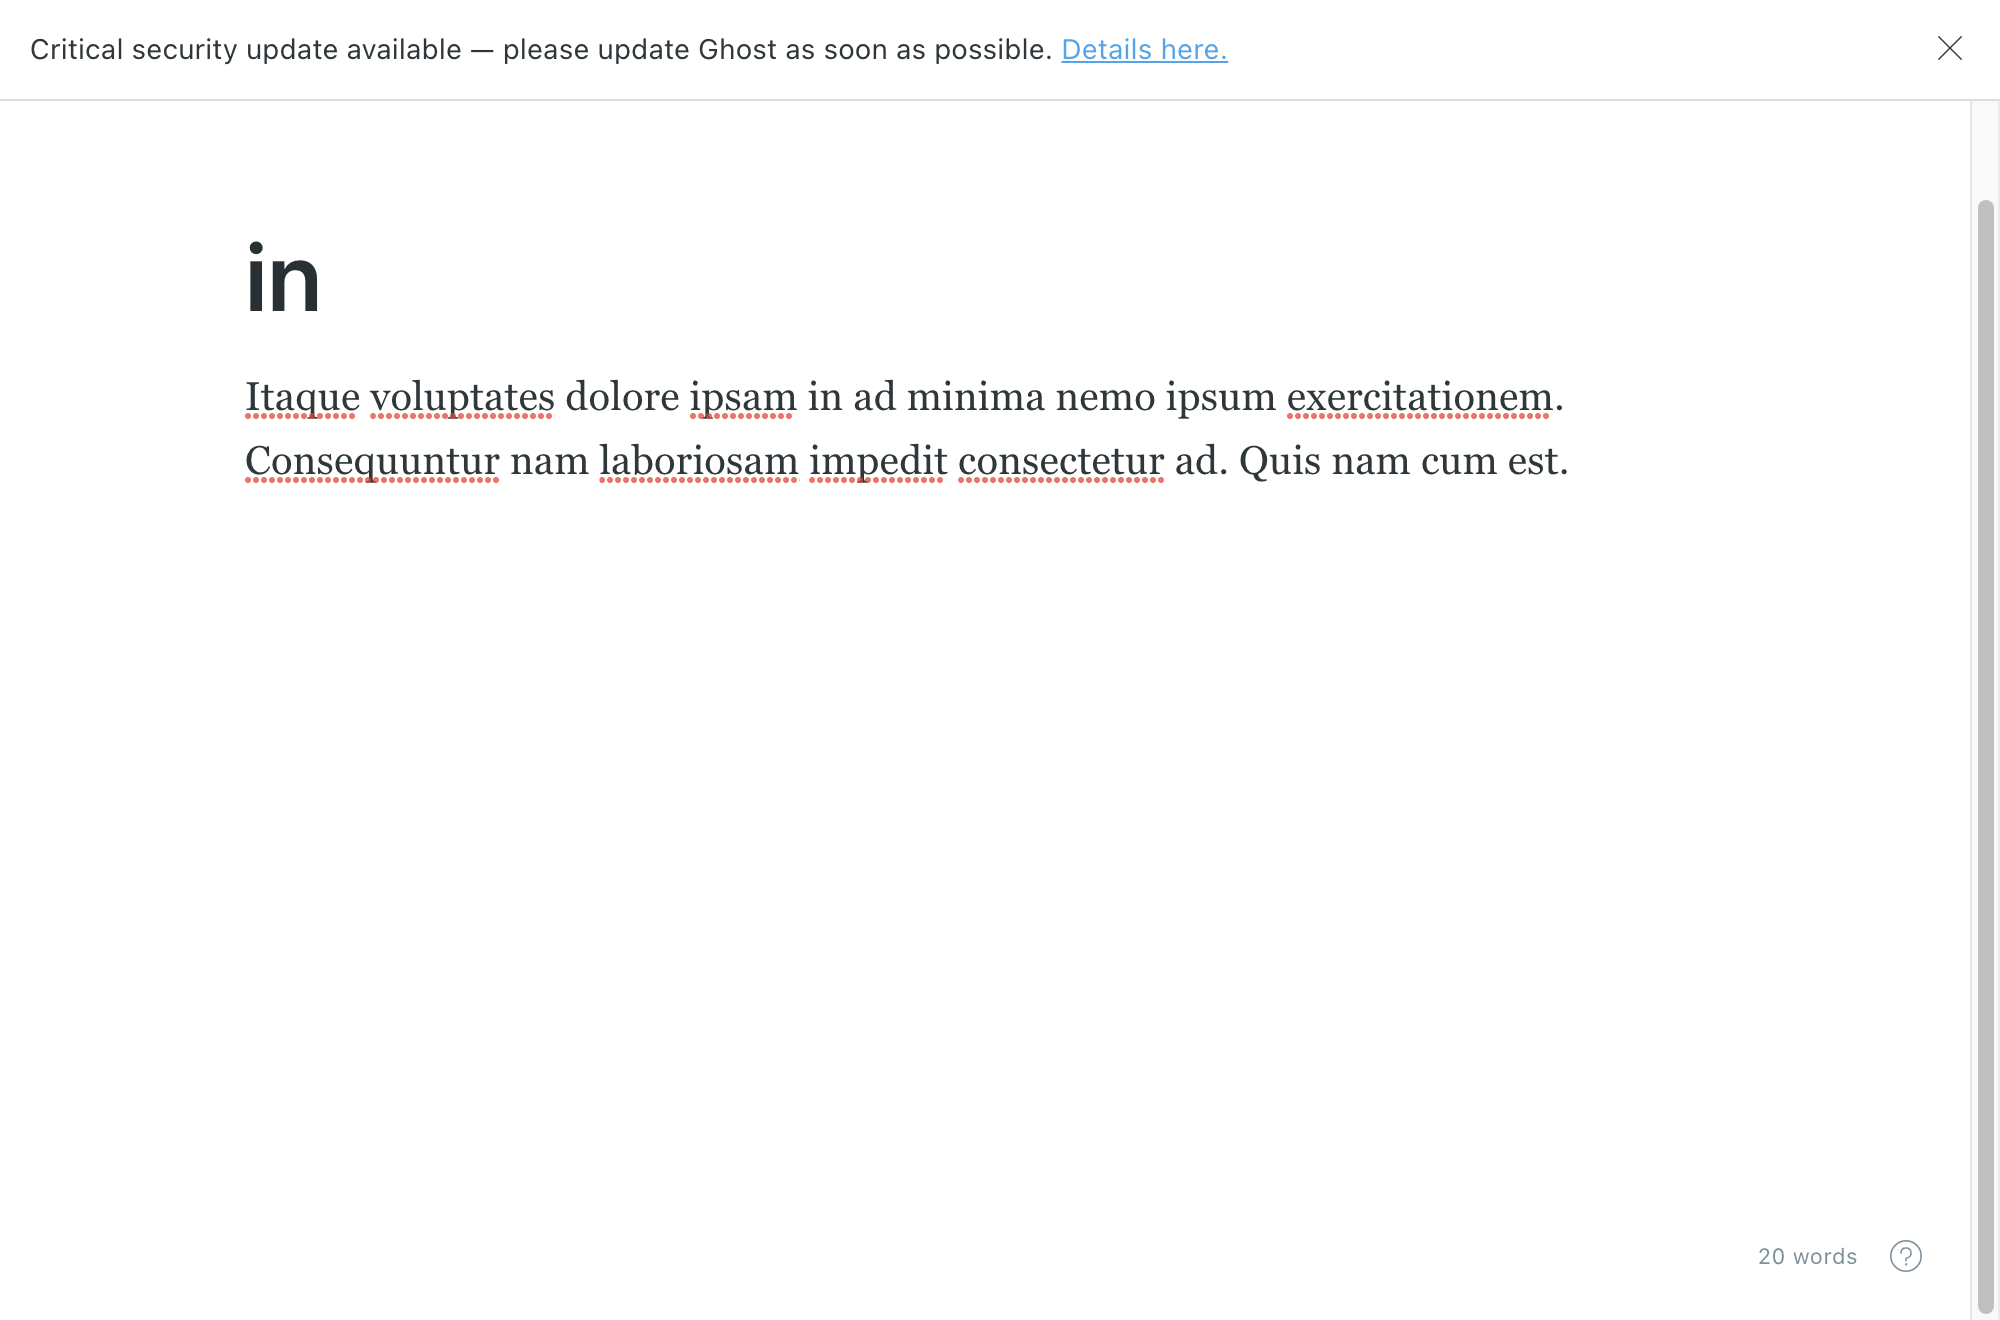 Critical security update available — please update Ghost as soon as possible. Details here.
in
Itaque voluptates dolore ipsam in ad minima nemo ipsum exercitationem.
Consequuntur nam laboriosam impedit consectetur ad. Quis nam cum est.
20 words
?